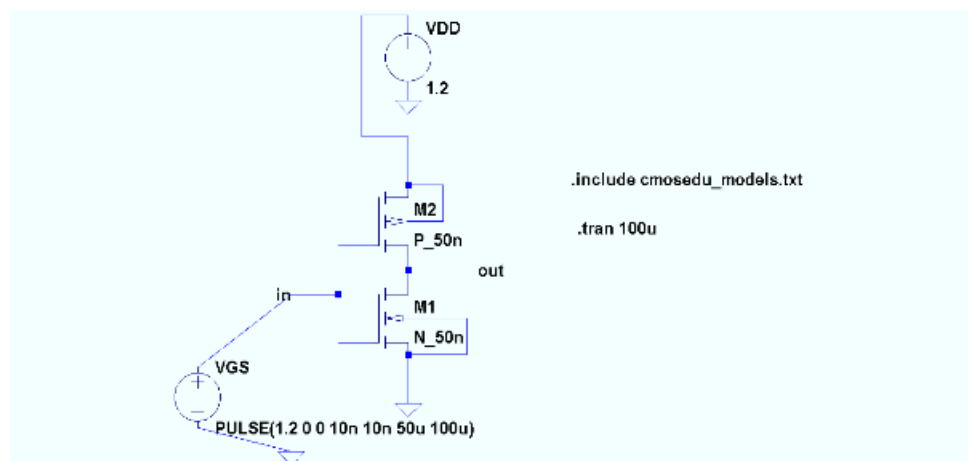 VDD
1.2
.include cmosedu_models.txt
M2
.tran 100u
P_50n
out
in
M1
N_50n
VGS
PULSE(1.2 0 0 10n 10n 50u 100u)